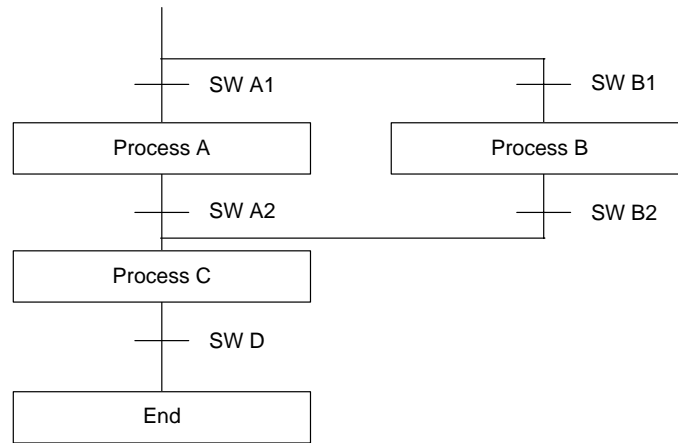 SW A1
SW B1
Process A
Process B
SW A2
SW B2
Process C
SW D
End